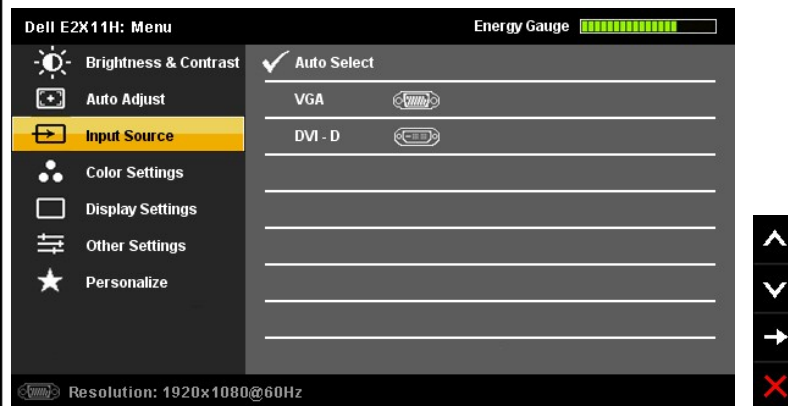 Dell E2X11H: Menu
Energy Gauge
Brightness & Contrast
Auto Select
Auto Adjust
VGA
Input Source
DVI - D
Color Settings
Display Settings
Other Settings
Personalize
Resolution: 1920x1080@60Hz